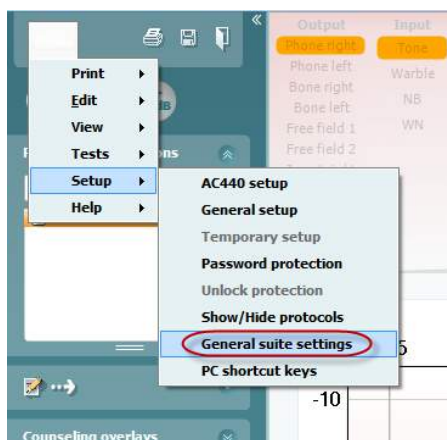 Output Input
Phone right Tone
Phone left Warble
Bone right NB
Bone left WN
Free field 1
Free field 2
Print
Edit
View
Tests
Setup
Help
AC440 setup
General setup
Temporary setup
Password protection
Unlock protection
Show/Hide protocols
General suite settings
PC shortcut keys
-10
Counseling overlays